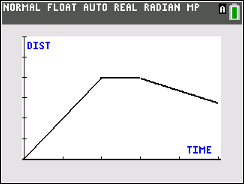 NORMAL FLOAT AUTO REAL RADIAN MP
A
DIST
TIME